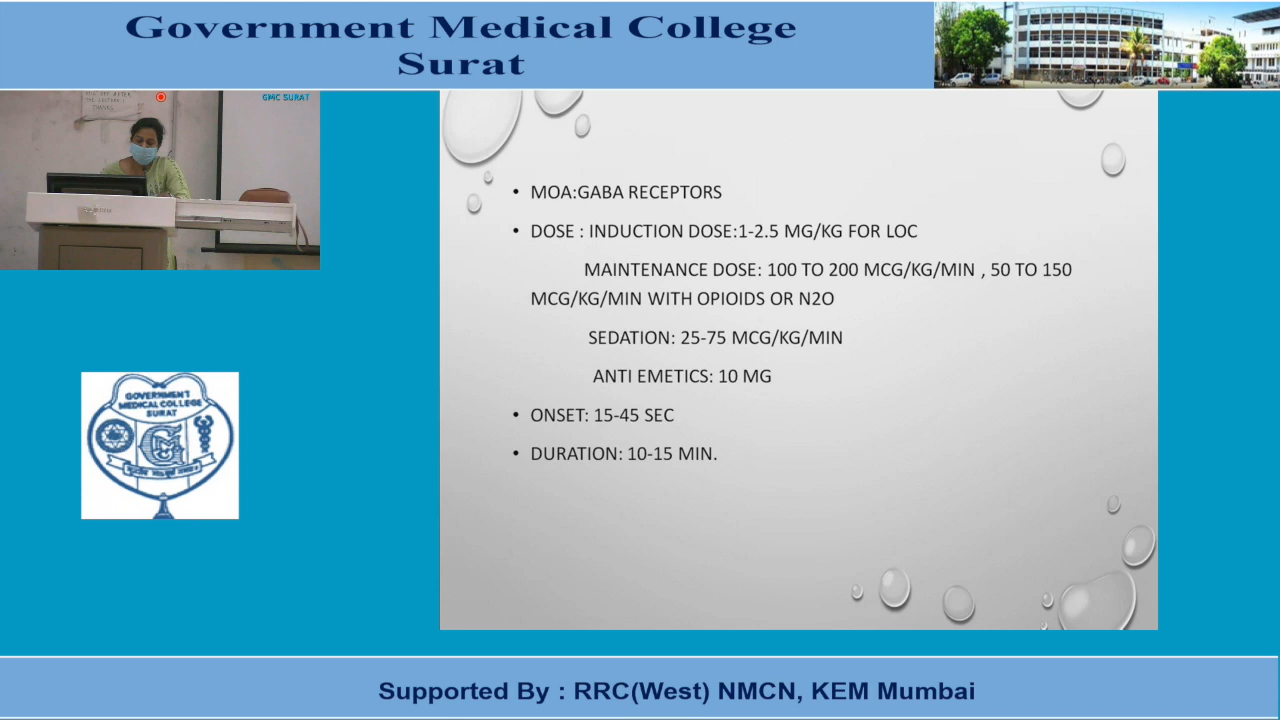 Government Medical College
Surat
THANKS
GMC SURAT
• MOA:GABA RECEPTORS
• DOSE : INDUCTION DOSE:1-2.5 MG/KG FOR LOC
MAINTENANCE DOSE: 100 TO 200 MCG/KG/MIN , 50 TO 150
MCG/KG/MIN WITH OPIOIDS OR N2O
SEDATION: 25-75 MCG/KG/MIN
ANTI EMETICS: 10 MG
• ONSET: 15-45 SEC
• DURATION: 10-15 MIN.
GOVERNMENT
MEDICAL COLLEGE
SURAT
Supported By : RRC(West) NMCN, KEM Mumbai